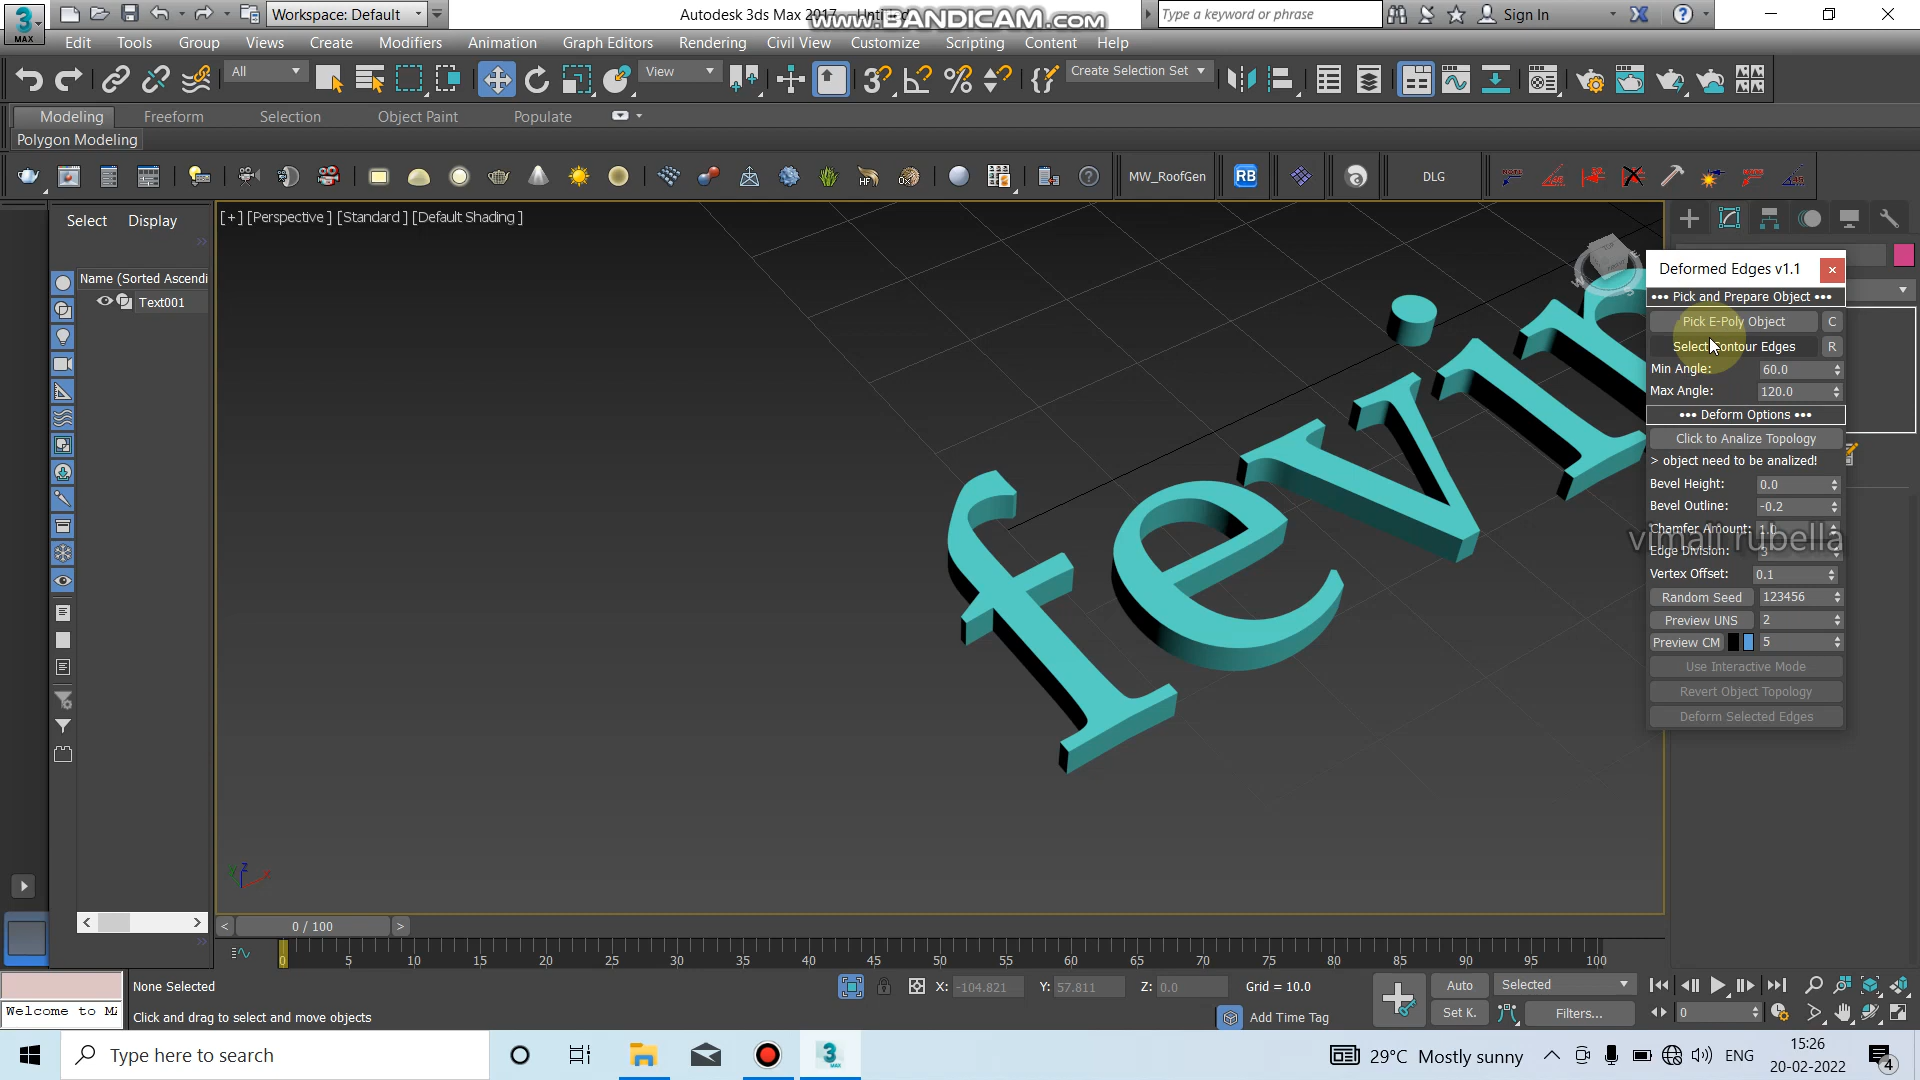 Workspace: Default
Autodesk 3ds Max 2017
www.BANDICAM.com
Type a keyword or phrase
Sign In
MAX
Edit Tools Group Views Create Modifiers Animation Graph Editors Rendering Civil View Customize Scripting Content Help
All
View
Create Selection Set
Modeling Freeform Selection Object Paint Populate
Polygon Modeling
HF
MW_RoofGen
RB
DLG
Select Display
[+] [Perspective ] [Standard ] [Default Shading ]
Name (Sorted Ascendi
Text001
fevin
Deformed Edges v1.1
••• Pick and Prepare Object •••
Pick E-Poly Object C
Select Contour Edges R
Min Angle: 60.0
Max Angle: 120.0
••• Deform Options •••
Click to Analize Topology
> object need to be analized!
Bevel Height: 0.0
Bevel Outline: -0.2
Chamfer Amount: 1.0
vimali rubella
Edge Division: 3
Vertex Offset: 0.1
Random Seed 123456
Preview UNS 2
Preview CM 5
Use Interactive Mode
Revert Object Topology
Deform Selected Edges
z
x
< 0 / 100 >
0 5 10 15 20 25 30 35 40 45 50 55 60 65 70 75 80 85 90 95 100
None Selected
X: -104.821 Y: 57.811 Z: 0.0 Grid = 10.0
Auto Selected
Welcome to MA
Click and drag to select and move objects
Add Time Tag
Set K. Filters... 0
Type here to search
29°C Mostly sunny
ENG
15:26
20-02-2022
4